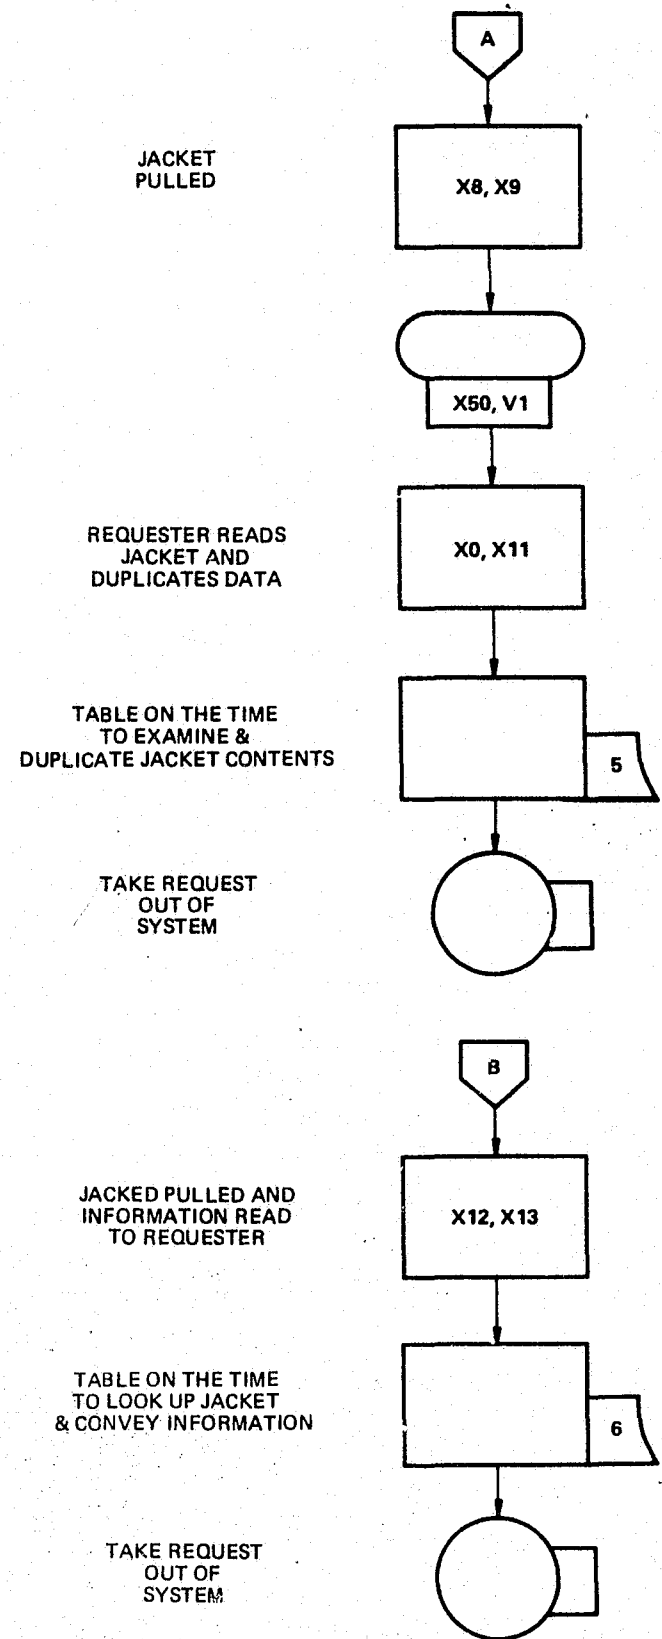 A
JACKET
PULLED
X8, X9
X50, V1
REQUESTER READS
JACKET AND
DUPLICATES DATA
X0, X11
TABLE ON THE TIME
TO EXAMINE &
DUPLICATE JACKET CONTENTS
5
TAKE REQUEST
OUT OF
SYSTEM
B
JACKED PULLED AND
INFORMATION READ
TO REQUESTER
X12, X13
TABLE ON THE TIME
TO LOOK UP JACKET
& CONVEY INFORMATION
6
TAKE REQUEST
OUT OF
SYSTEM